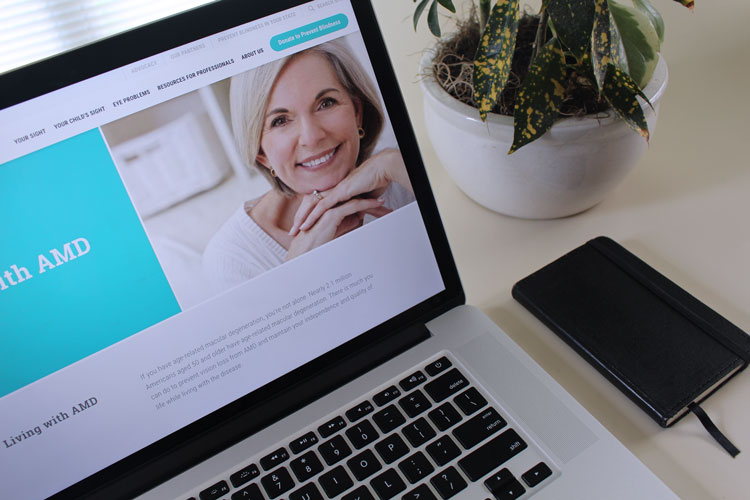 ADVOCACY OUR PARTNERS PREVENT BLINDNESS IN YOUR STATE
Donate to Prevent Blindness
YOUR SIGHT YOUR CHILD'S SIGHT EYE PROBLEMS RESOURCES FOR PROFESSIONALS ABOUT US
with AMD
If you have age-related macular degeneration, you're not alone. Nearly 2.1 million
Americans aged 50 and older have age-related macular degeneration. There is much you
can do to prevent vision loss from AMD and maintain your independence and quality of
life while living with the disease.
Living with AMD
delete
return
shift